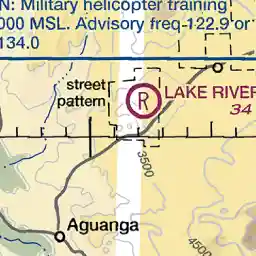 N: Military helicopter training
000 MSL. Advisory freq 122.9 or
134.0
street
pattern
R
LAKE RIVER
34
3500
Aguanga
4500